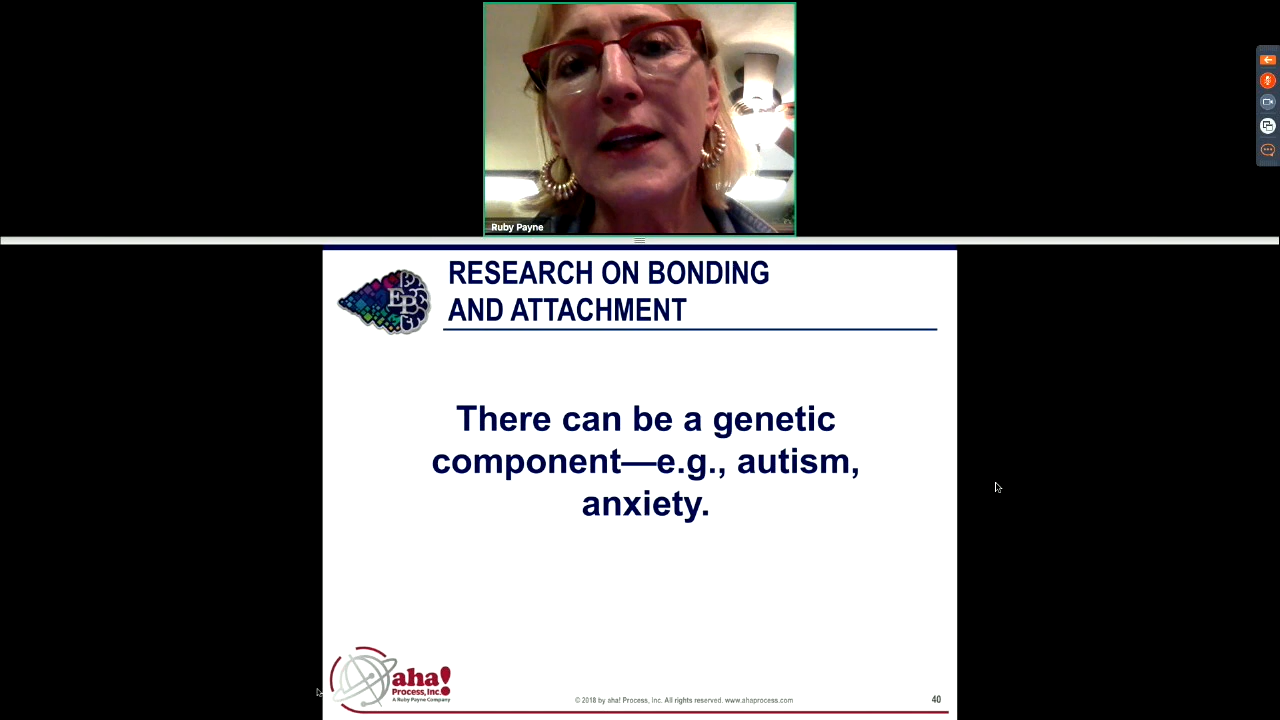 Ruby Payne
RESEARCH ON BONDING
AND ATTACHMENT
EPC
There can be a genetic
component—e.g., autism,
anxiety.
aha!
Process, Inc.
A Ruby Payne Company
© 2018 by aha! Process, Inc. All rights reserved. www.ahaprocess.com
40